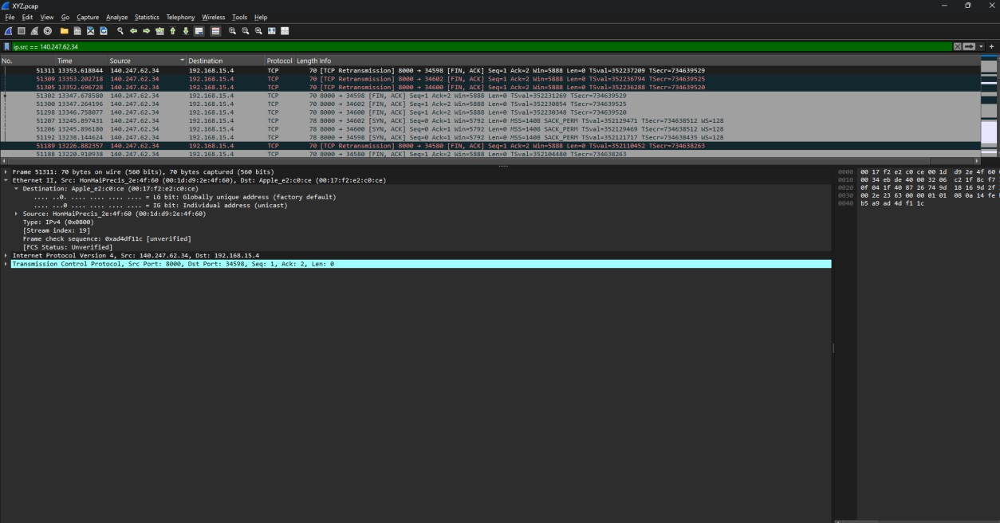 XYZ.pcap
File Edit View Go Capture Analyze Statistics Telephony Wireless Tools Help
ip.src == 140.247.62.34
No. Time Source Destination Protocol Length Info
51311 13353.618844 140.247.62.34 192.168.15.4 TCP 70 [TCP Retransmission] 8000 → 34598 [FIN, ACK] Seq=1 Ack=2 Win=5888 Len=0 TSval=352237209 TSecr=734639529
51309 13353.202718 140.247.62.34 192.168.15.4 TCP 70 [TCP Retransmission] 8000 → 34602 [FIN, ACK] Seq=1 Ack=2 Win=5888 Len=0 TSval=352236794 TSecr=734639525
51305 13352.696728 140.247.62.34 192.168.15.4 TCP 70 [TCP Retransmission] 8000 → 34600 [FIN, ACK] Seq=1 Ack=2 Win=5888 Len=0 TSval=352236288 TSecr=734639520
51302 13347.678580 140.247.62.34 192.168.15.4 TCP 70 8000 → 34598 [FIN, ACK] Seq=1 Ack=2 Win=5888 Len=0 TSval=352231269 TSecr=734639529
51300 13347.264196 140.247.62.34 192.168.15.4 TCP 70 8000 → 34602 [FIN, ACK] Seq=1 Ack=2 Win=5888 Len=0 TSval=352230854 TSecr=734639525
51298 13346.758077 140.247.62.34 192.168.15.4 TCP 70 8000 → 34600 [FIN, ACK] Seq=1 Ack=2 Win=5888 Len=0 TSval=352230348 TSecr=734639520
51207 13245.897431 140.247.62.34 192.168.15.4 TCP 78 8000 → 34602 [SYN, ACK] Seq=0 Ack=1 Win=5792 Len=0 MSS=1408 SACK_PERM TSval=352129471 TSecr=734638512 WS=128
51206 13245.896180 140.247.62.34 192.168.15.4 TCP 78 8000 → 34600 [SYN, ACK] Seq=0 Ack=1 Win=5792 Len=0 MSS=1408 SACK_PERM TSval=352129469 TSecr=734638512 WS=128
51192 13238.144624 140.247.62.34 192.168.15.4 TCP 78 8000 → 34598 [SYN, ACK] Seq=0 Ack=1 Win=5792 Len=0 MSS=1408 SACK_PERM TSval=352121717 TSecr=734638435 WS=128
51189 13226.882357 140.247.62.34 192.168.15.4 TCP 70 [TCP Retransmission] 8000 → 34580 [FIN, ACK] Seq=1 Ack=2 Win=5888 Len=0 TSval=352110452 TSecr=734638263
51188 13220.910938 140.247.62.34 192.168.15.4 TCP 70 8000 → 34580 [FIN, ACK] Seq=1 Ack=2 Win=5888 Len=0 TSval=352104480 TSecr=734638263
Frame 51311: 70 bytes on wire (560 bits), 70 bytes captured (560 bits)
Ethernet II, Src: HonHaiPrecis_2e:4f:60 (00:1d:d9:2e:4f:60), Dst: Apple_e2:c0:ce (00:17:f2:e2:c0:ce)
Destination: Apple_e2:c0:ce (00:17:f2:e2:c0:ce)
.... ..0. .... .... .... .... = LG bit: Globally unique address (factory default)
.... ...0 .... .... .... .... = IG bit: Individual address (unicast)
Source: HonHaiPrecis_2e:4f:60 (00:1d:d9:2e:4f:60)
Type: IPv4 (0x0800)
[Stream index: 19]
Frame check sequence: 0xad4df11c [unverified]
[FCS Status: Unverified]
Internet Protocol Version 4, Src: 140.247.62.34, Dst: 192.168.15.4
Transmission Control Protocol, Src Port: 8000, Dst Port: 34598, Seq: 1, Ack: 2, Len: 0
0000 00 17 f2 e2 c0 ce 00 1d d9 2e 4f 60
0010 00 34 eb de 40 00 32 06 c2 1f 8c f7
0020 0f 04 1f 40 87 26 74 9d 18 16 9d 2f
0030 00 2e 23 63 00 00 01 01 08 0a 14 fe
0040 b5 a9 ad 4d f1 1c